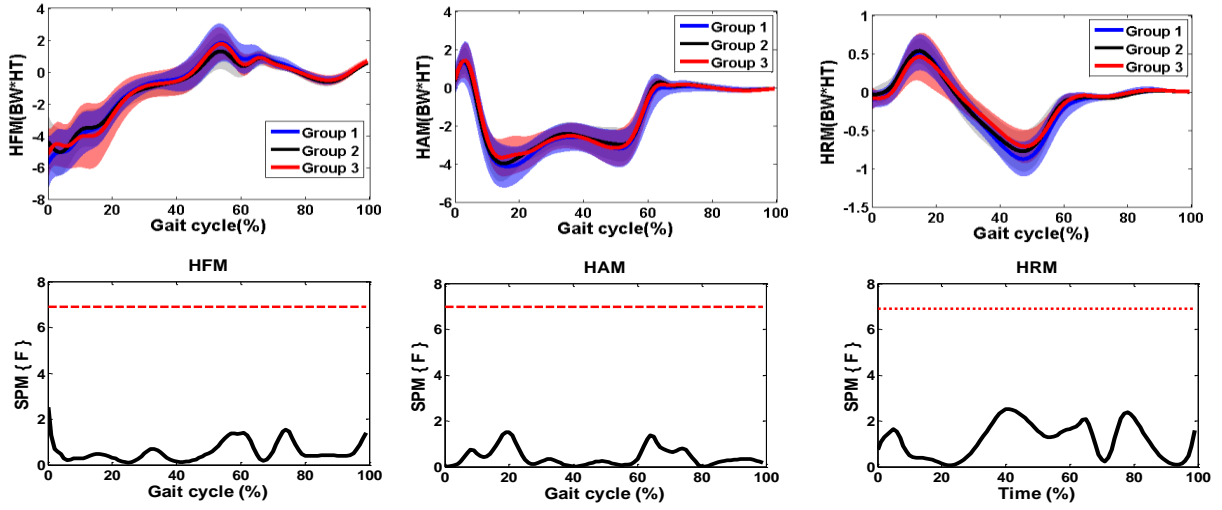 HFM(BW*HT)
4
2
0
-2
-4
-6
-8
0 20 40 60 80 100
Gait cycle(%)
Group 1
Group 2
Group 3
HAM(BW*HT)
4
2
0
-2
-4
-6
0 20 40 60 80 100
Gait cycle(%)
Group 1
Group 2
Group 3
HRM(BW*HT)
1
0.5
0
-0.5
-1
-1.5
0 20 40 60 80 100
Gait cycle(%)
Group 1
Group 2
Group 3
HFM
SPM { F }
8
6
4
2
0
0 20 40 60 80 100
Gait cycle (%)
HAM
SPM { F }
8
6
4
2
0
0 20 40 60 80 100
Gait cycle (%)
HRM
SPM { F }
8
6
4
2
0
0 20 40 60 80 100
Time (%)